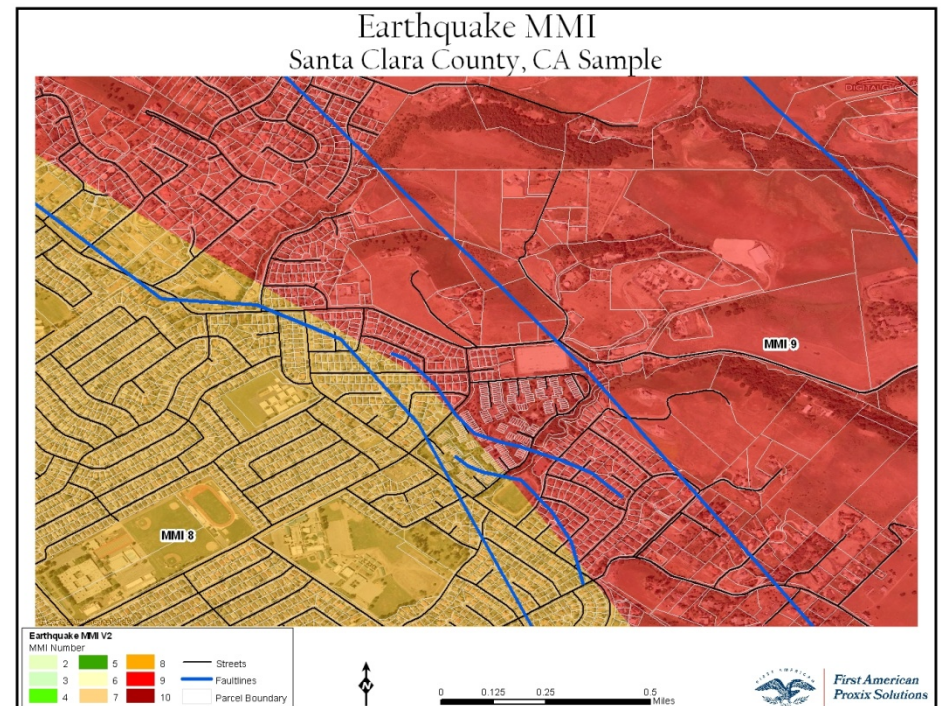 Earthquake MMI
Santa Clara County, CA Sample
MMI 9
MMI 8
Earthquake MMI V2
MMI Number
2 5 8 Streets
3 6 9 Faultlines
4 7 10 Parcel Boundary
N
0 0.125 0.25 0.5
Miles
FIRST AMERICAN
First American
Proxix Solutions